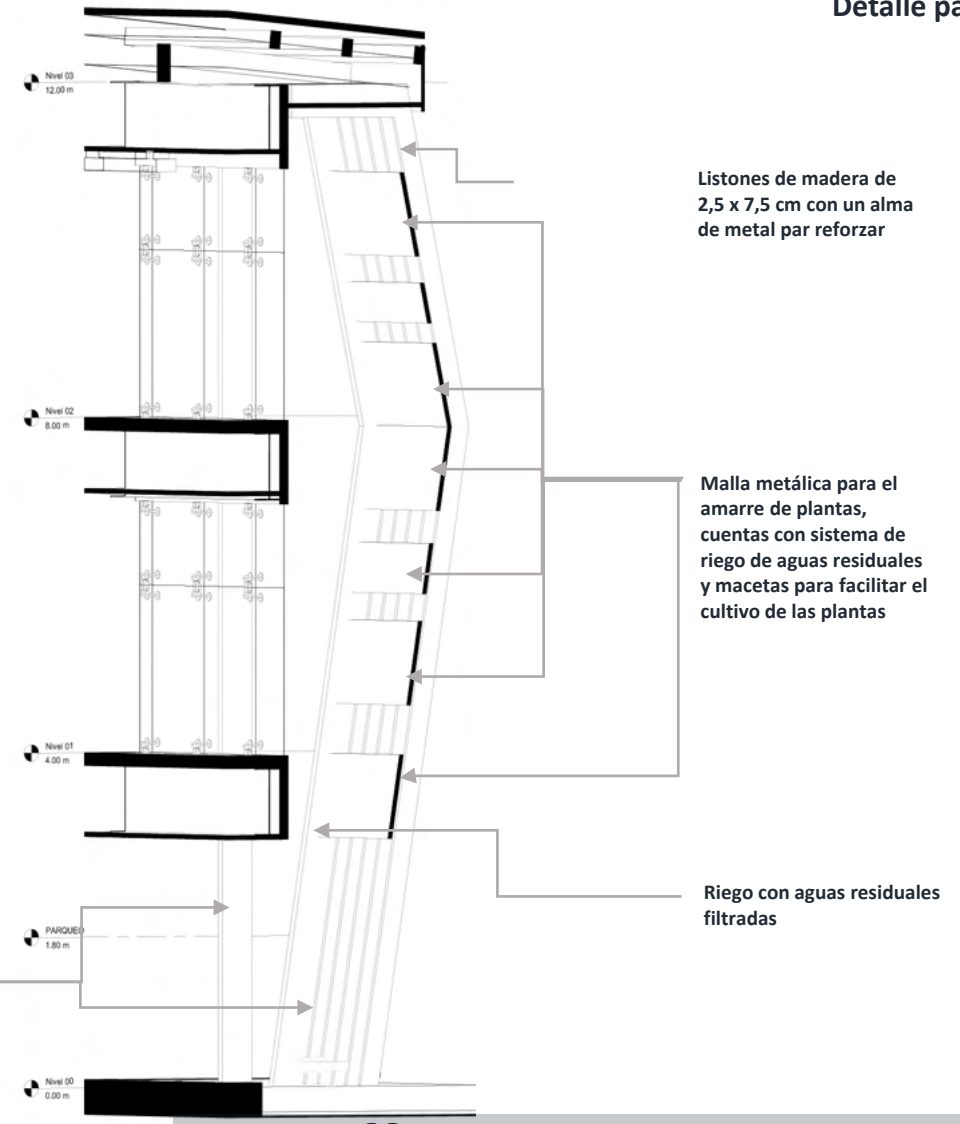 Detalle pa
Nivel 03
12.00 m
Listones de madera de
2,5 x 7,5 cm con un alma
de metal par reforzar
Nivel 02
8.00 m
Malla metálica para el
amarre de plantas,
cuentas con sistema de
riego de aguas residuales
y macetas para facilitar el
cultivo de las plantas
Nivel 01
4.00 m
Riego con aguas residuales
filtradas
PARQUEO
1.80 m
Nivel 00
0.00 m